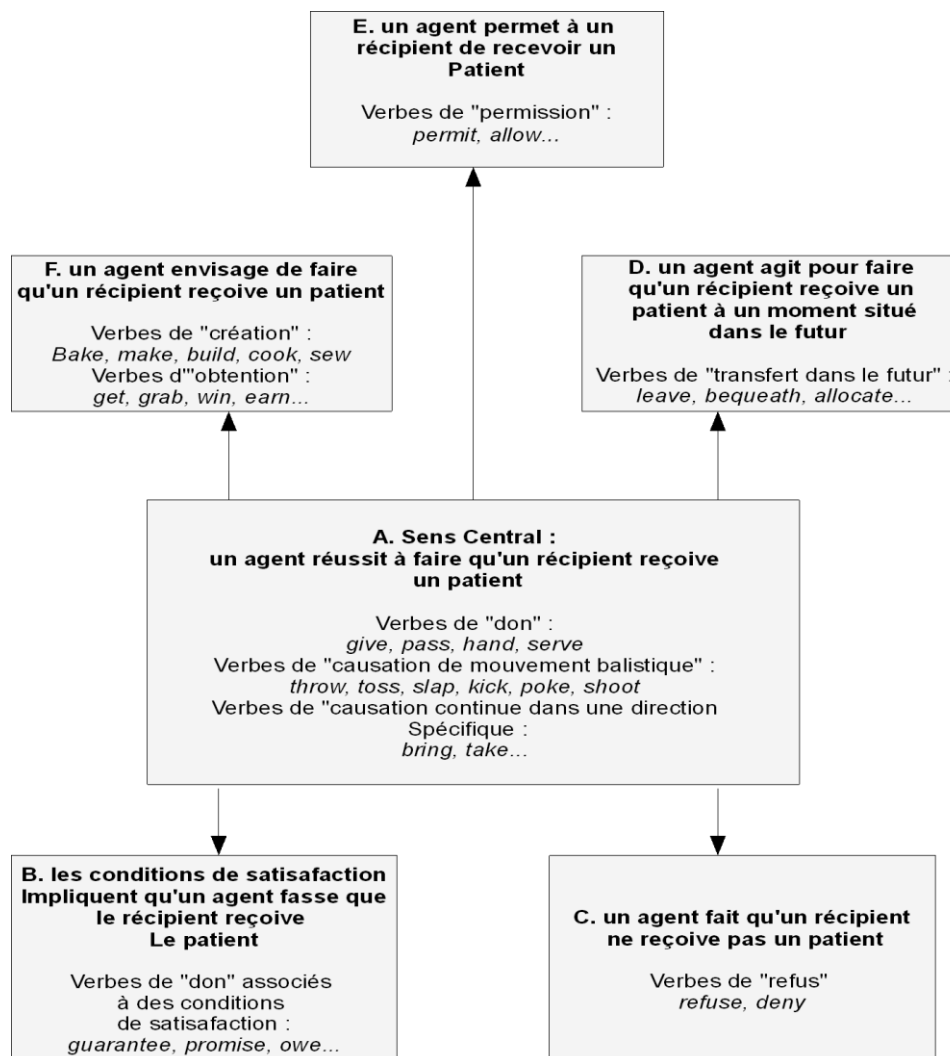 E. un agent permet à un
récipient de recevoir un
Patient
Verbes de "permission" :
permit, allow...
F. un agent envisage de faire
qu'un récipient reçoive un patient
Verbes de "création" :
Bake, make, build, cook, sew
Verbes d'"obtention" :
get, grab, win, earn...
D. un agent agit pour faire
qu'un récipient reçoive un
patient à un moment situé
dans le futur
Verbes de "transfert dans le futur" :
leave, bequeath, allocate...
A. Sens Central :
un agent réussit à faire qu'un récipient reçoive
un patient
Verbes de "don" :
give, pass, hand, serve
Verbes de "causation de mouvement balistique" :
throw, toss, slap, kick, poke, shoot
Verbes de "causation continue dans une direction
Spécifique :
bring, take...
B. les conditions de satisafaction
Impliquent qu'un agent fasse que
le récipient reçoive
Le patient
Verbes de "don" associés
à des conditions
de satisafaction :
guarantee, promise, owe...
C. un agent fait qu'un récipient
ne reçoive pas un patient
Verbes de "refus"
refuse, deny